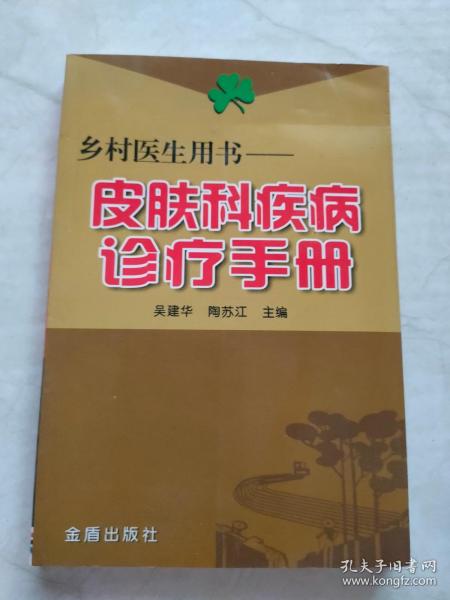 乡村医生用书——
皮肤科疾病
诊疗手册
吴建华 陶苏江 主编
金盾出版社
孔夫子旧书网
www.kongfz.com